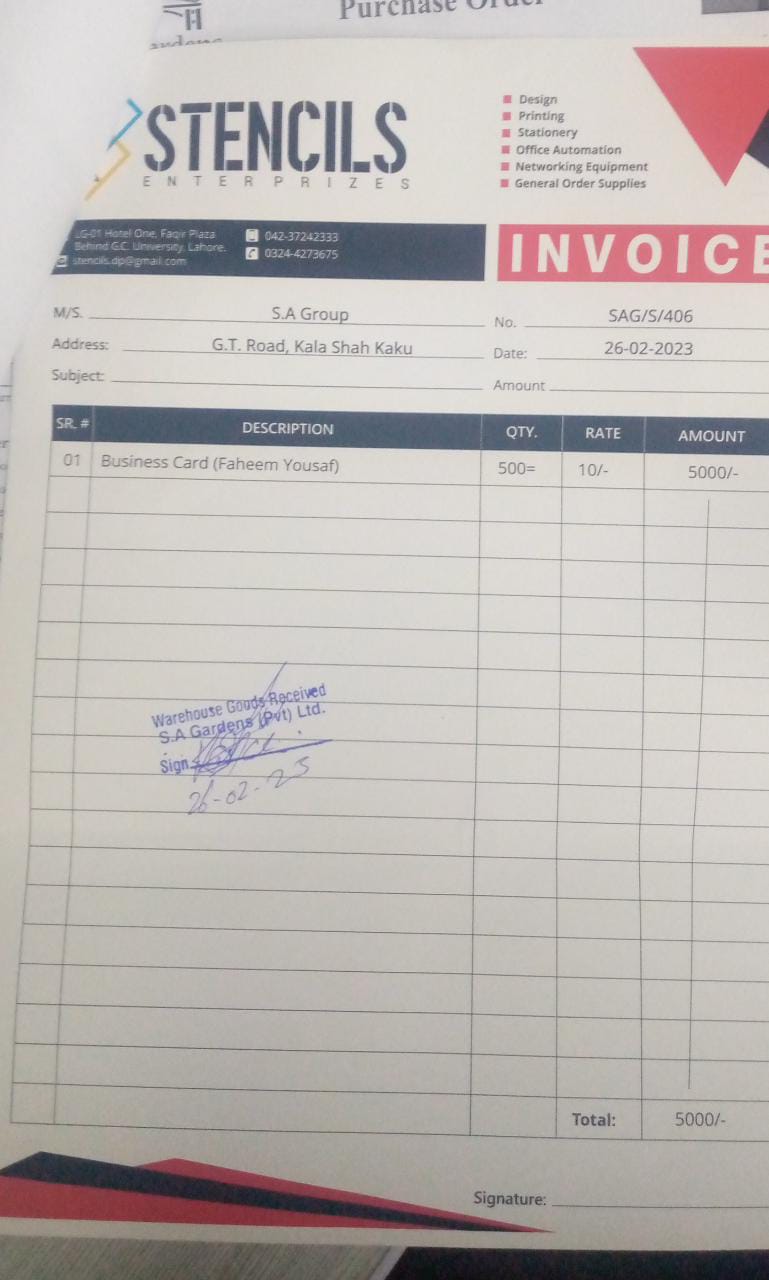 Purchase Order
STENCILS
ENTERPRIZES
Design
Printing
Stationery
Office Automation
Networking Equipment
General Order Supplies
LG-01 Hotel One, Faqir Plaza
Behind G.C. University, Lahore.
stencils.dp@gmail.com
042-37242333
0324-4273675
INVOICE
M/S. S.A Group
No. SAG/S/406
Address: G.T. Road, Kala Shah Kaku
Date: 26-02-2023
Subject:
Amount
SR. # DESCRIPTION QTY. RATE AMOUNT
01 Business Card (Faheem Yousaf) 500= 10/- 5000/-
Warehouse Goods Received
S.A Gardens (Pvt) Ltd.
Sign
26-02-23
Total: 5000/-
Signature: